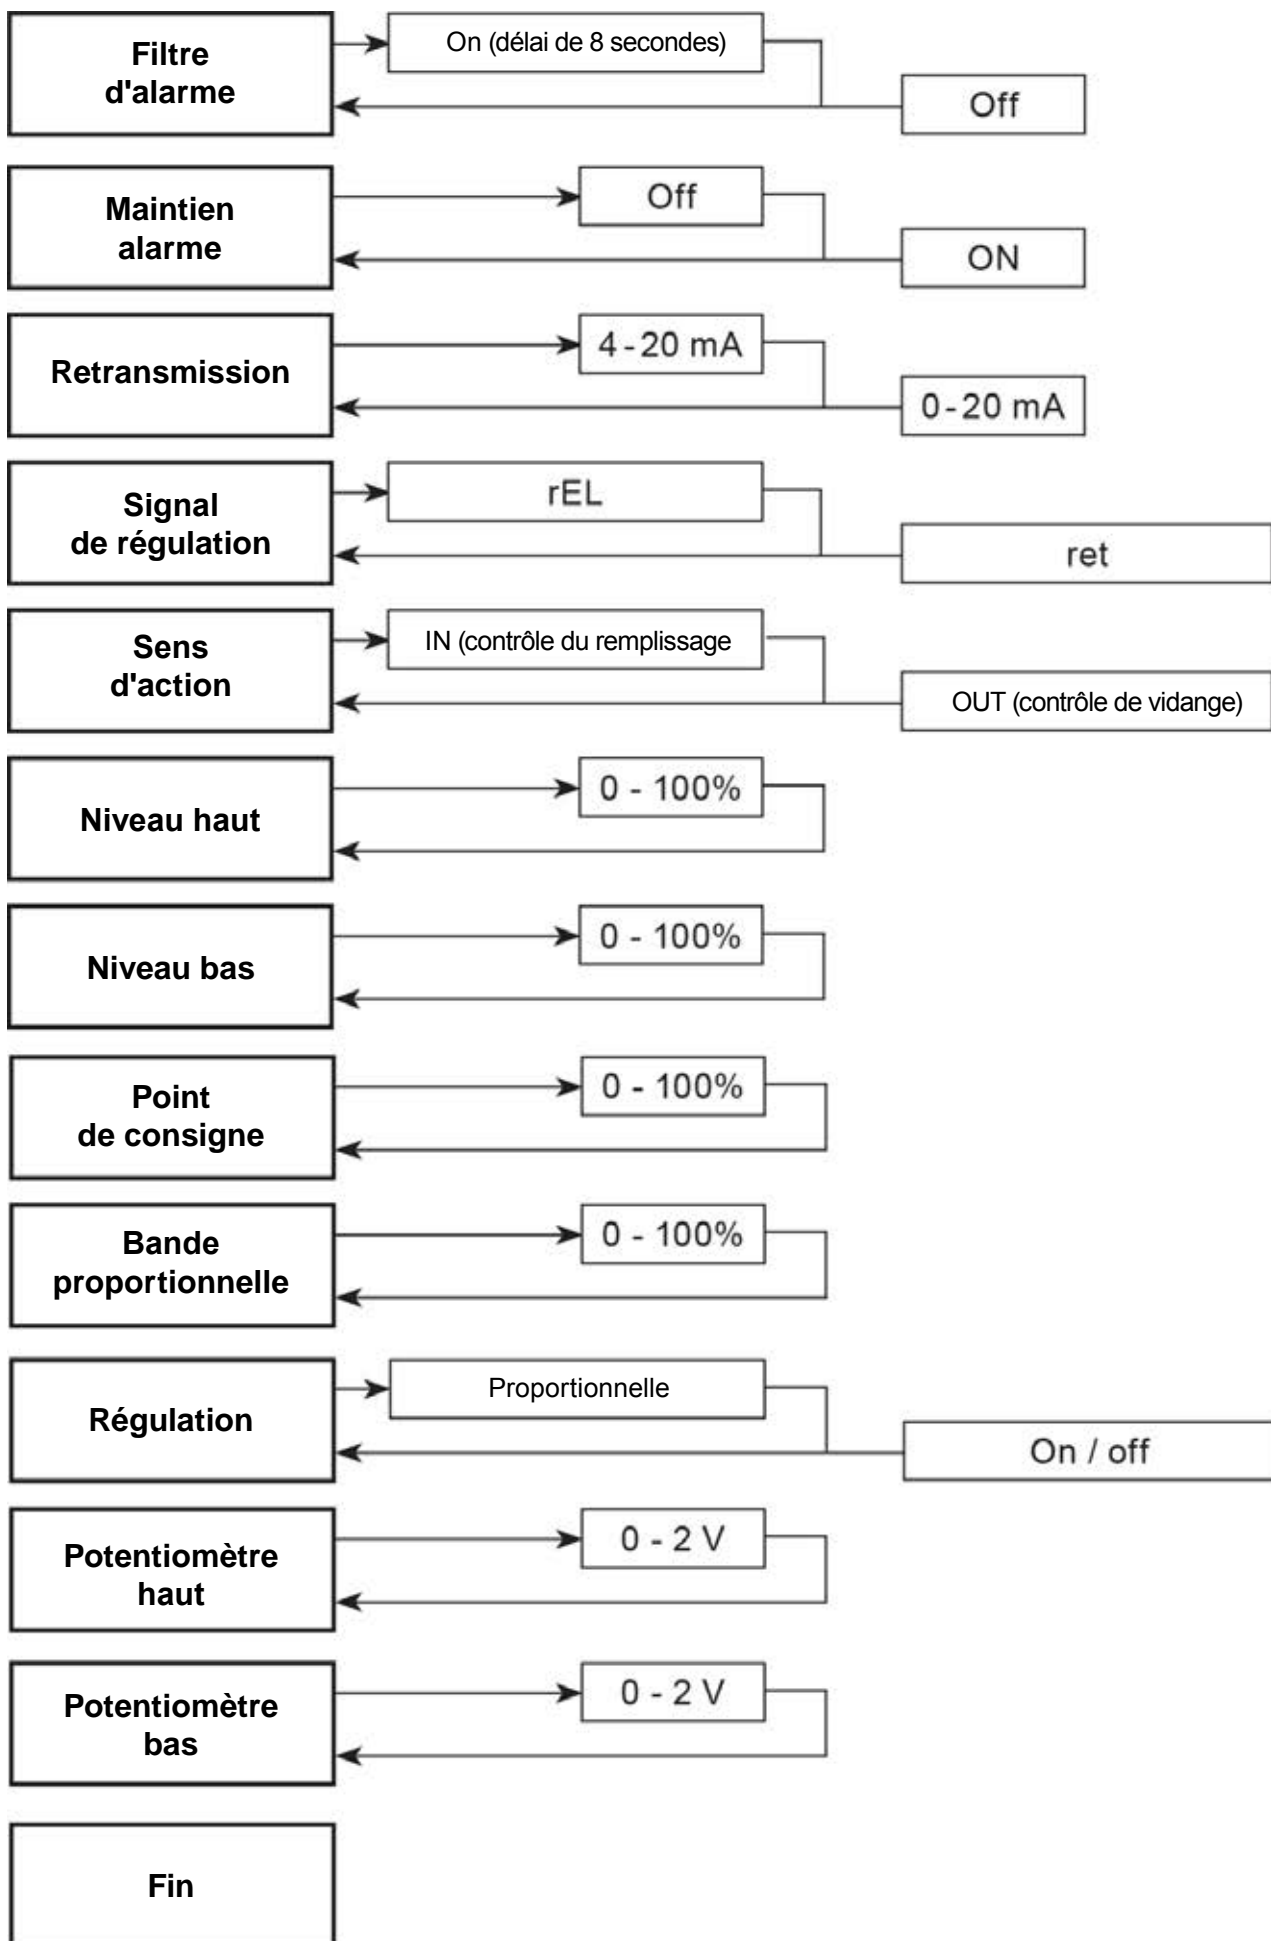 Filtre
d'alarme
On (délai de 8 secondes)
Off
Maintien
alarme
Off
ON
Retransmission
4-20 mA
0-20 mA
Signal
de régulation
rEL
ret
Sens
d'action
IN (contrôle du remplissage
OUT (contrôle de vidange)
Niveau haut
0 - 100%
Niveau bas
0 - 100%
Point
de consigne
0 - 100%
Bande
proportionnelle
0 - 100%
Régulation
Proportionnelle
On / off
Potentiomètre
haut
0 - 2 V
Potentiomètre
bas
0 - 2 V
Fin